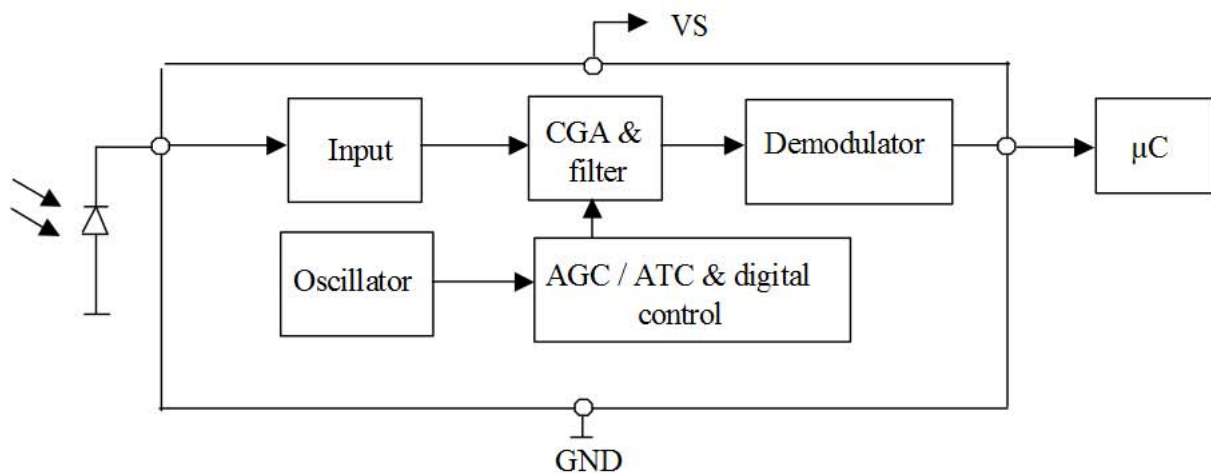 VS
Input
CGA &
filter
Demodulator
µC
Oscillator
AGC / ATC & digital
control
GND